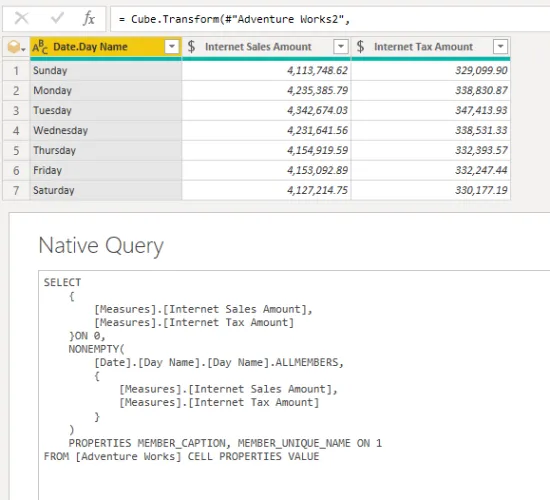 = Cube.Transform(#"Adventure Works2",
ABC Date.Day Name $ Internet Sales Amount $ Internet Tax Amount
1 Sunday 4,113,748.62 329,099.90
2 Monday 4,235,385.79 338,830.87
3 Tuesday 4,342,674.03 347,413.93
4 Wednesday 4,231,641.56 338,531.33
5 Thursday 4,154,919.59 332,393.57
6 Friday 4,153,092.89 332,247.44
7 Saturday 4,127,214.75 330,177.19
Native Query
SELECT
{
[Measures].[Internet Sales Amount],
[Measures].[Internet Tax Amount]
}ON 0,
NONEMPTY(
[Date].[Day Name].[Day Name].ALLMEMBERS,
{
[Measures].[Internet Sales Amount],
[Measures].[Internet Tax Amount]
}
)
PROPERTIES MEMBER_CAPTION, MEMBER_UNIQUE_NAME ON 1
FROM [Adventure Works] CELL PROPERTIES VALUE